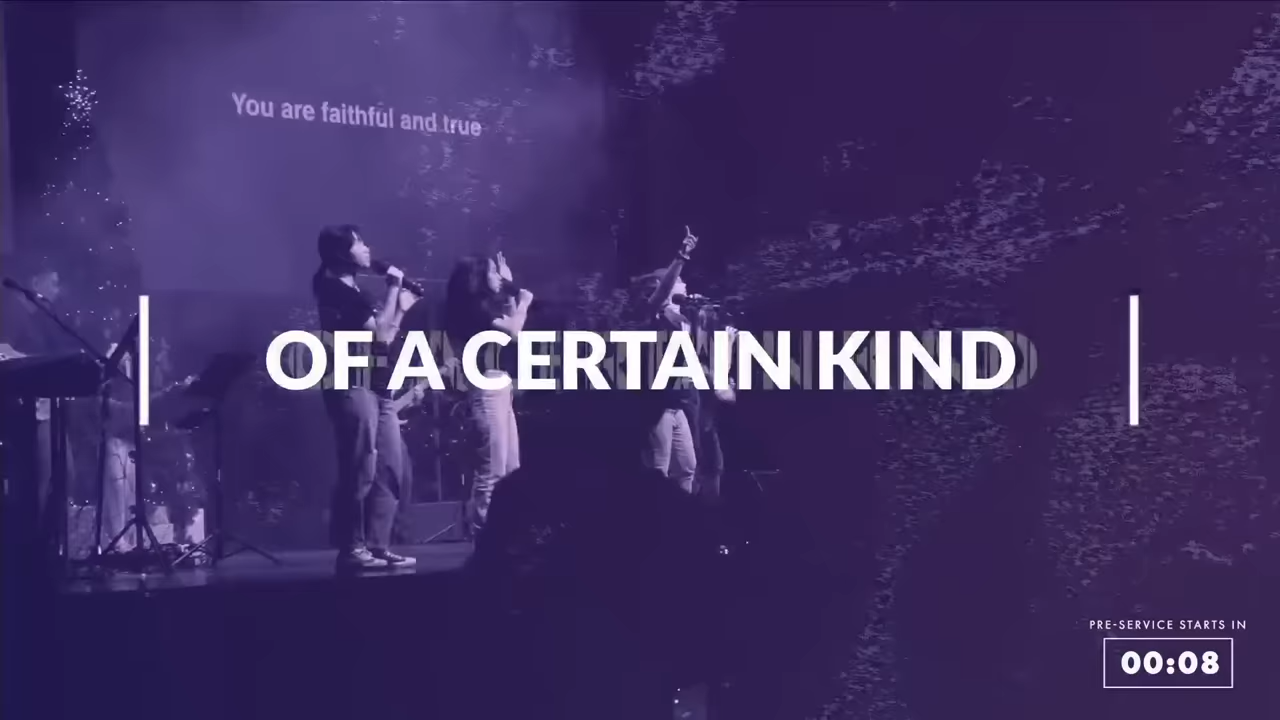 You are faithful and true
OF A CERTAIN KIND
PRE-SERVICE STARTS IN
00:08